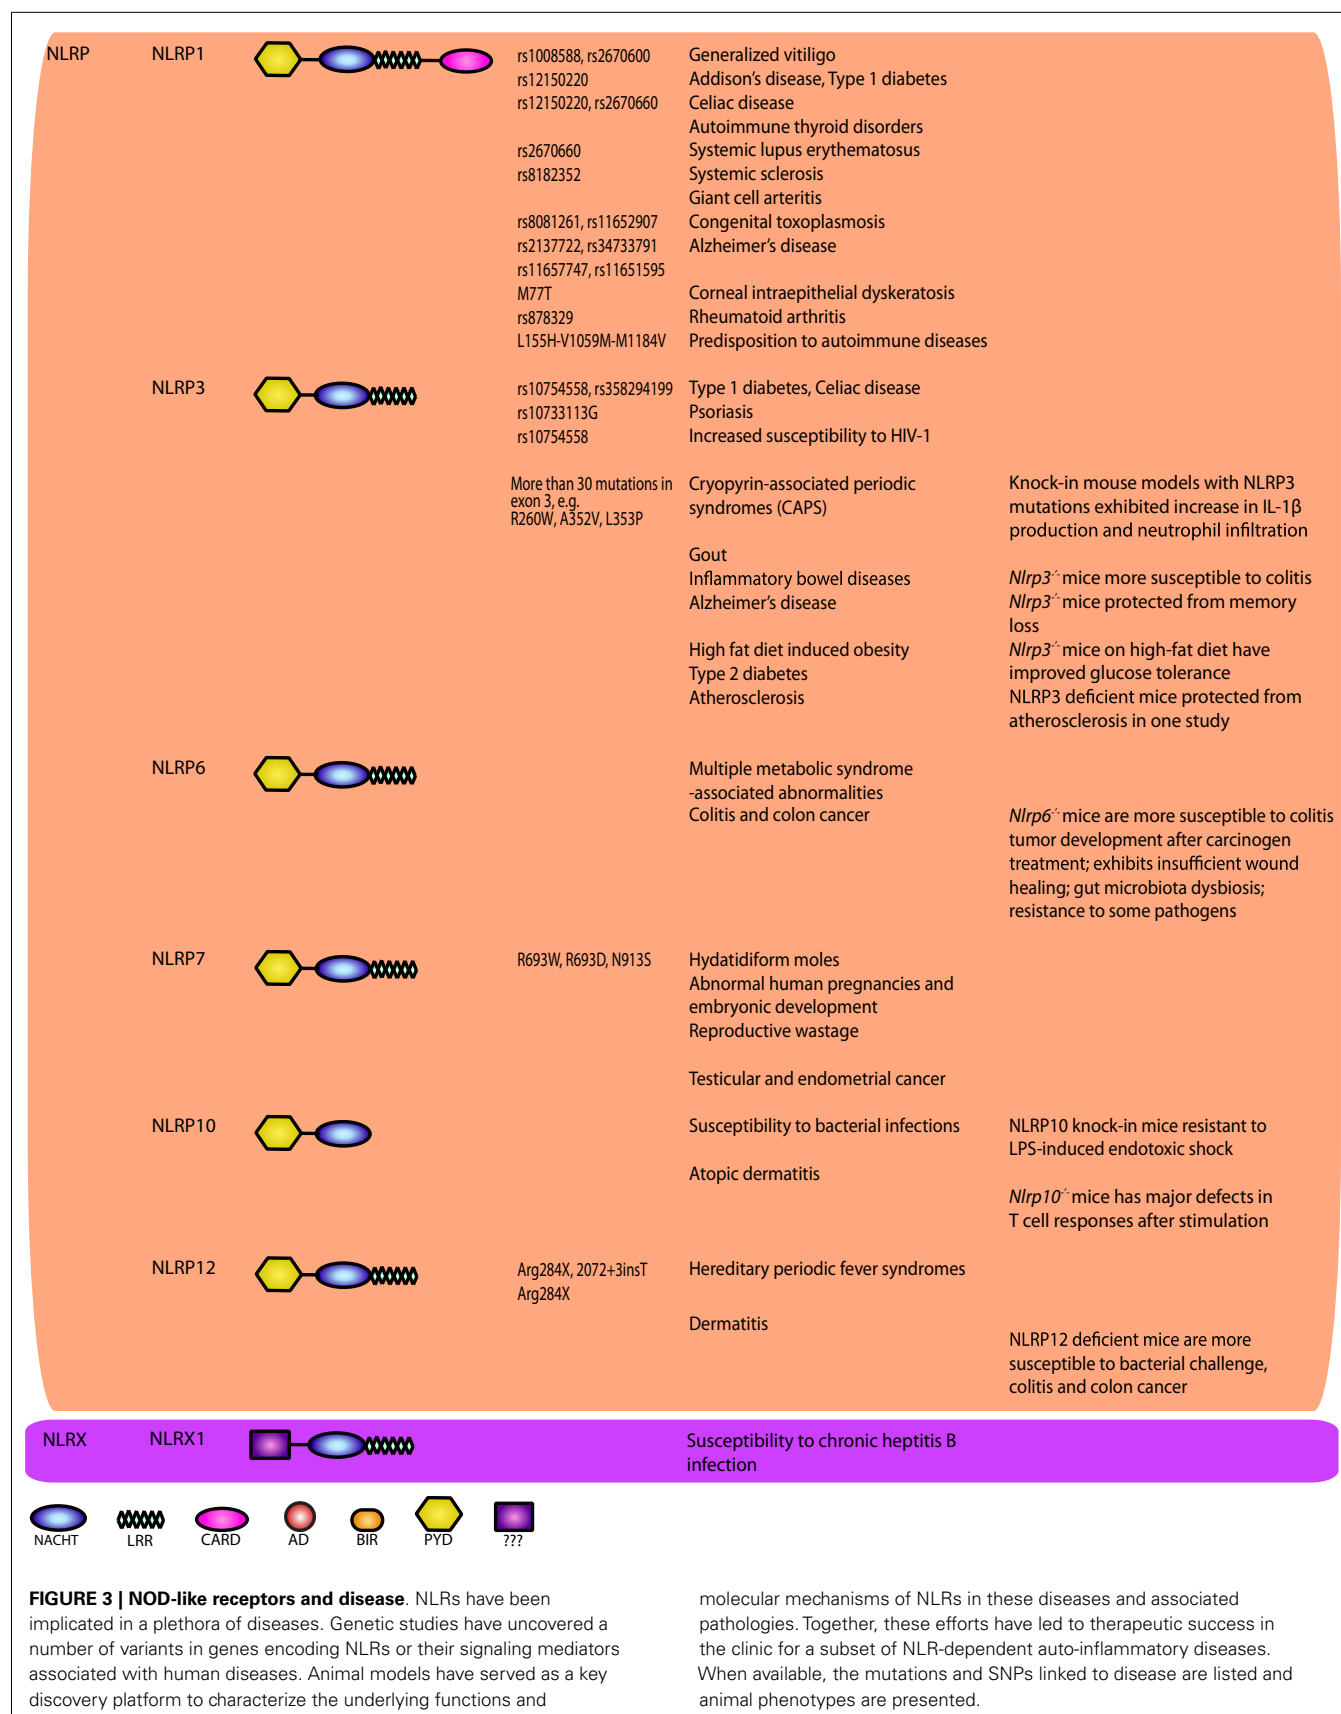 NLRP NLRP1 rs1008588, rs2670600 Generalized vitiligo
rs12150220 Addison's disease, Type 1 diabetes
rs12150220, rs2670660 Celiac disease
Autoimmune thyroid disorders
rs2670660 Systemic lupus erythematosus
rs8182352 Systemic sclerosis
Giant cell arteritis
rs8081261, rs11652907 Congenital toxoplasmosis
rs2137722, rs34733791 Alzheimer's disease
rs11657747, rs11651595
M77T Corneal intraepithelial dyskeratosis
rs878329 Rheumatoid arthritis
L155H-V1059M-M1184V Predisposition to autoimmune diseases
NLRP3 rs10754558, rs358294199 Type 1 diabetes, Celiac disease
rs10733113G Psoriasis
rs10754558 Increased susceptibility to HIV-1
More than 30 mutations in
exon 3, e.g.
R260W, A352V, L353P
Cryopyrin-associated periodic
syndromes (CAPS)
Knock-in mouse models with NLRP3
mutations exhibited increase in IL-1β
production and neutrophil infiltration
Gout
Inflammatory bowel diseases Nlrp3-/- mice more susceptible to colitis
Alzheimer's disease Nlrp3-/- mice protected from memory
loss
High fat diet induced obesity Nlrp3-/- mice on high-fat diet have
Type 2 diabetes improved glucose tolerance
Atherosclerosis NLRP3 deficient mice protected from
atherosclerosis in one study
NLRP6 Multiple metabolic syndrome
-associated abnormalities
Colitis and colon cancer Nlrp6-/- mice are more susceptible to colitis
tumor development after carcinogen
treatment; exhibits insufficient wound
healing; gut microbiota dysbiosis;
resistance to some pathogens
NLRP7 R693W, R693D, N913S Hydatidiform moles
Abnormal human pregnancies and
embryonic development
Reproductive wastage
Testicular and endometrial cancer
NLRP10 Susceptibility to bacterial infections NLRP10 knock-in mice resistant to
LPS-induced endotoxic shock
Atopic dermatitis
Nlrp10-/- mice has major defects in
T cell responses after stimulation
NLRP12 Arg284X, 2072+3insT Hereditary periodic fever syndromes
Arg284X
Dermatitis
NLRP12 deficient mice are more
susceptible to bacterial challenge,
colitis and colon cancer
NLRX NLRX1 Susceptibility to chronic heptitis B
infection
NACHT LRR CARD AD BIR PYD ???
FIGURE 3 | NOD-like receptors and disease. NLRs have been
implicated in a plethora of diseases. Genetic studies have uncovered a
number of variants in genes encoding NLRs or their signaling mediators
associated with human diseases. Animal models have served as a key
discovery platform to characterize the underlying functions and
molecular mechanisms of NLRs in these diseases and associated
pathologies. Together, these efforts have led to therapeutic success in
the clinic for a subset of NLR-dependent auto-inflammatory diseases.
When available, the mutations and SNPs linked to disease are listed and
animal phenotypes are presented.